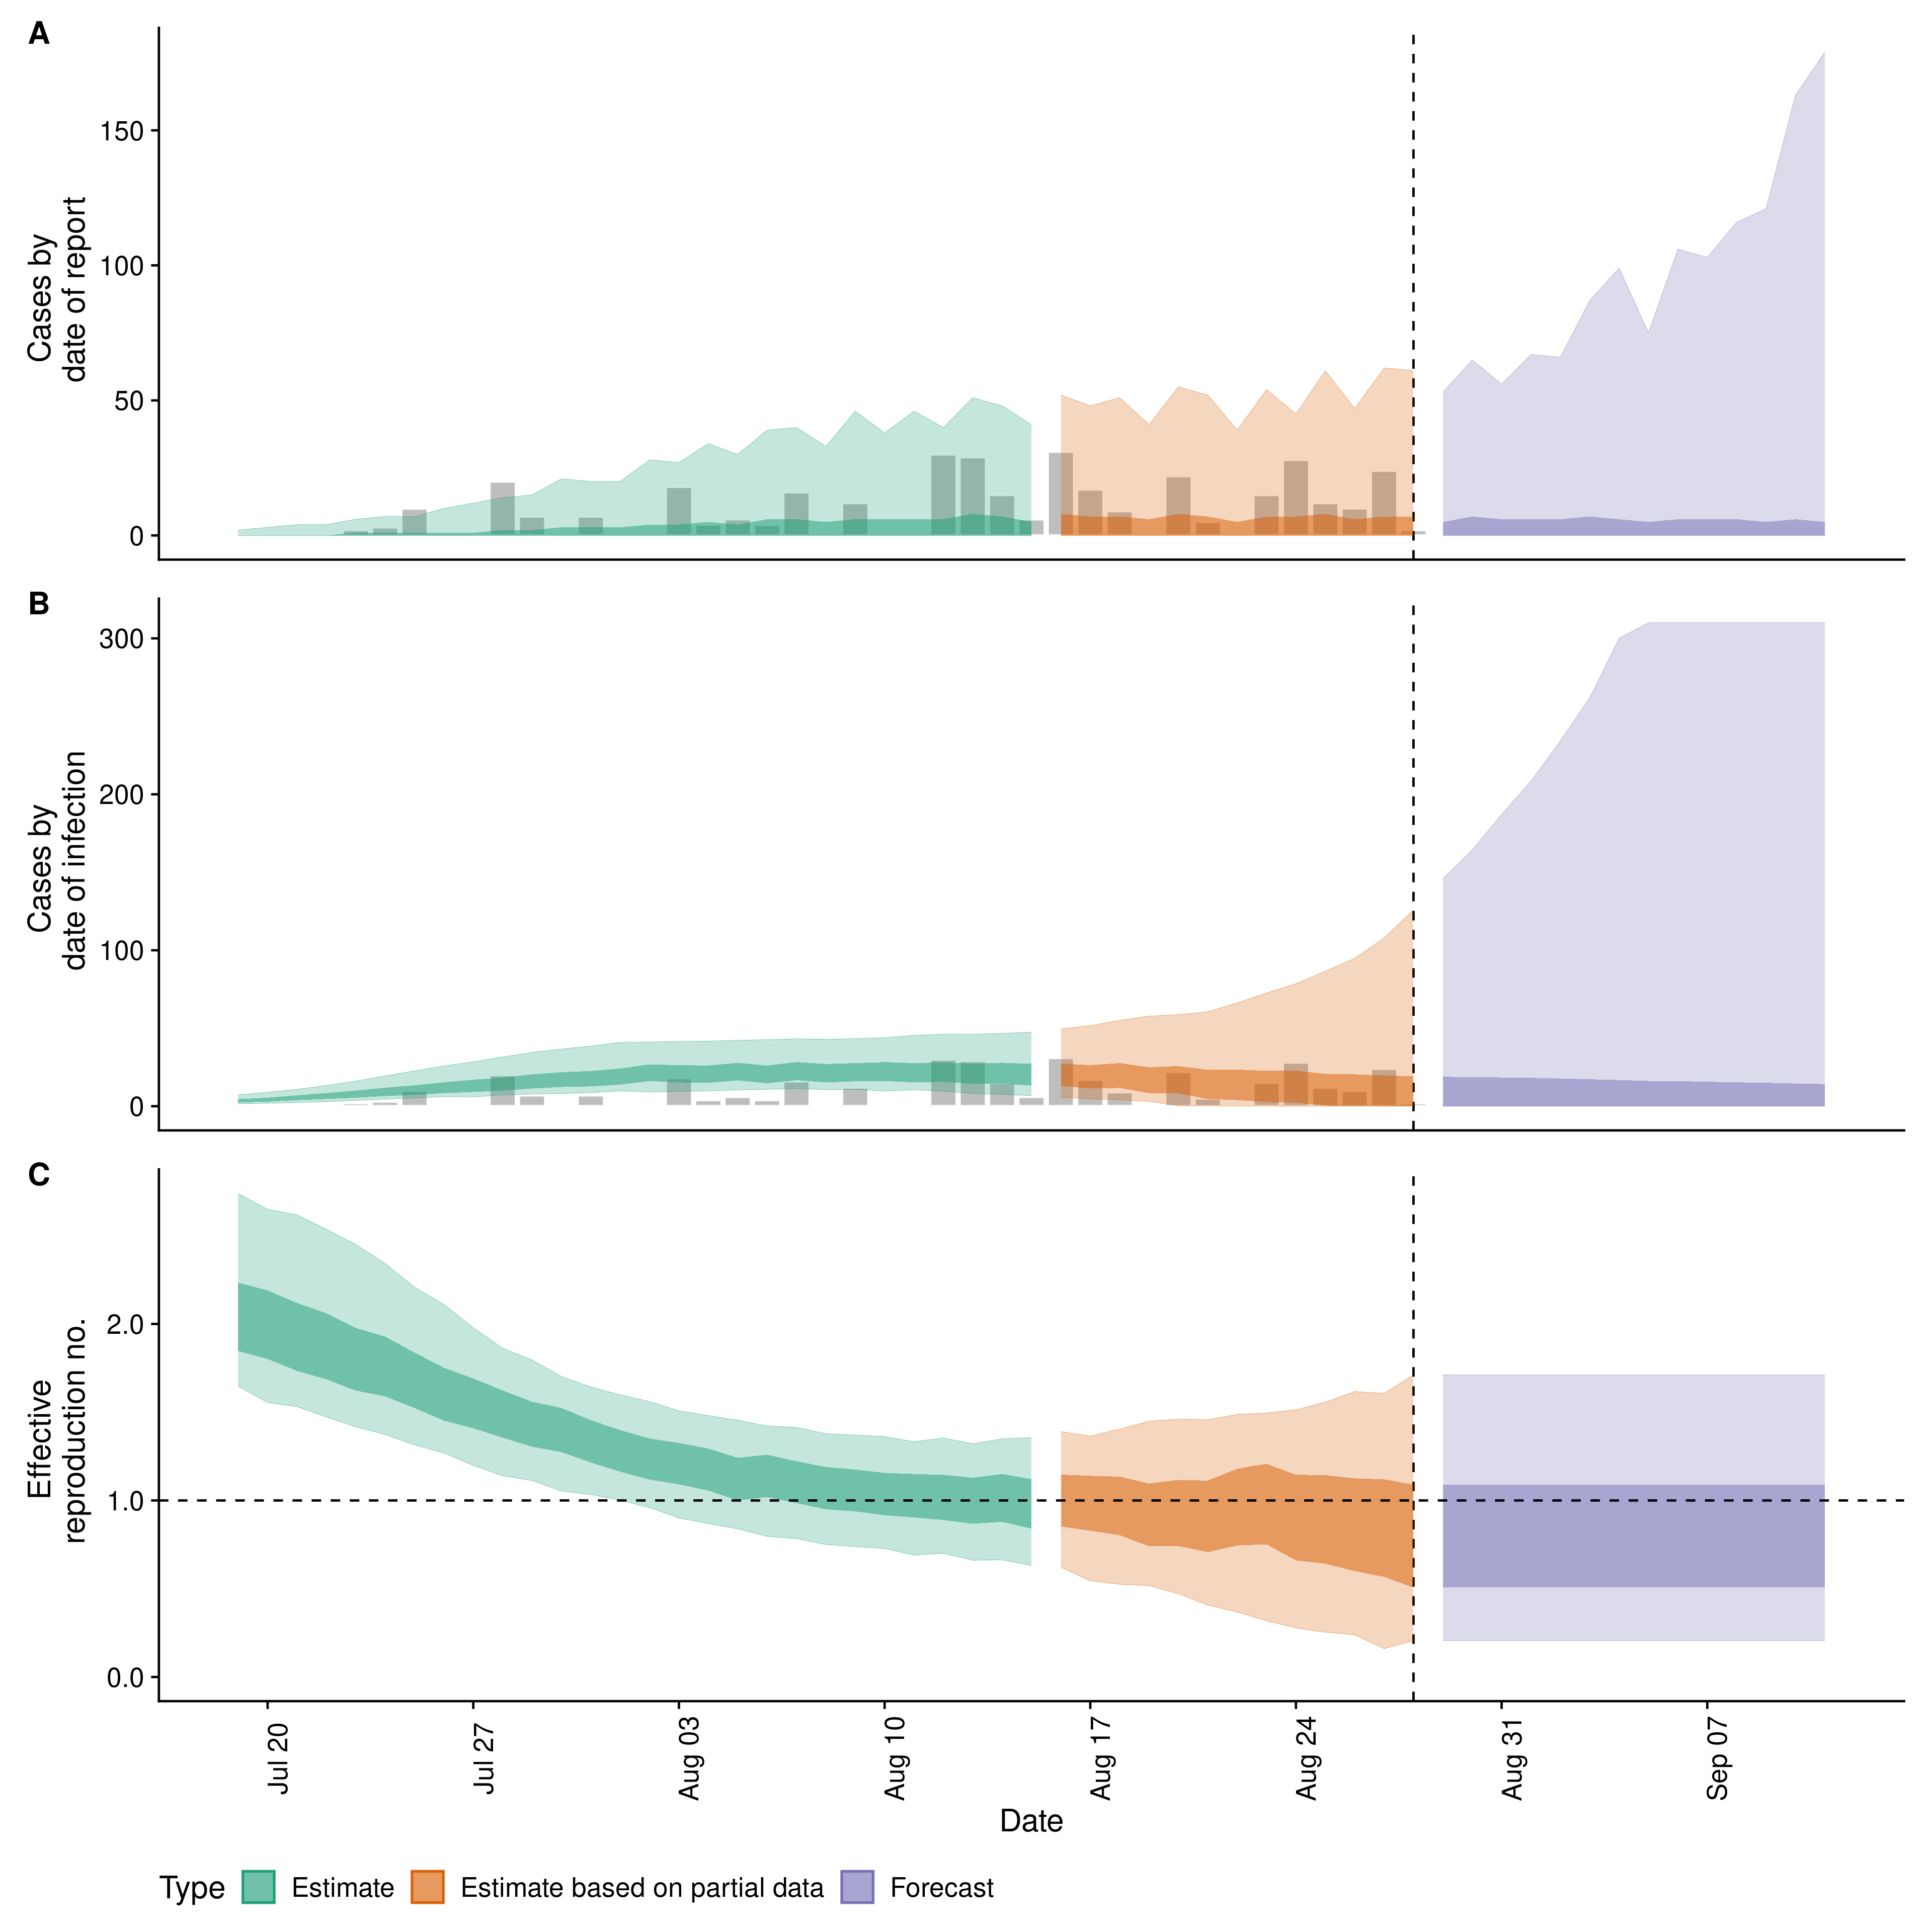 A
Cases by
date of report
150
100
50
0
B
Cases by
date of infection
300
200
100
0
C
Effective
reproduction no.
2.0
1.0
0.0
Jul 20
Jul 27
Aug 03
Aug 10
Aug 17
Aug 24
Aug 31
Sep 07
Date
Type Estimate Estimate based on partial data Forecast